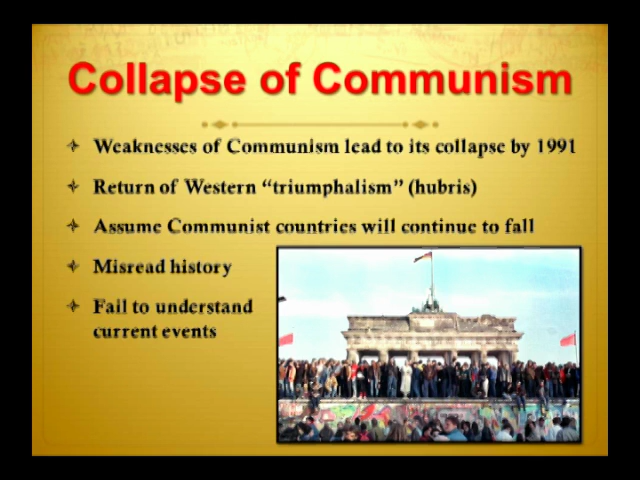 Collapse of Communism
Weaknesses of Communism lead to its collapse by 1991
Return of Western “triumphalism” (hubris)
Assume Communist countries will continue to fall
Misread history
Fail to understand
current events